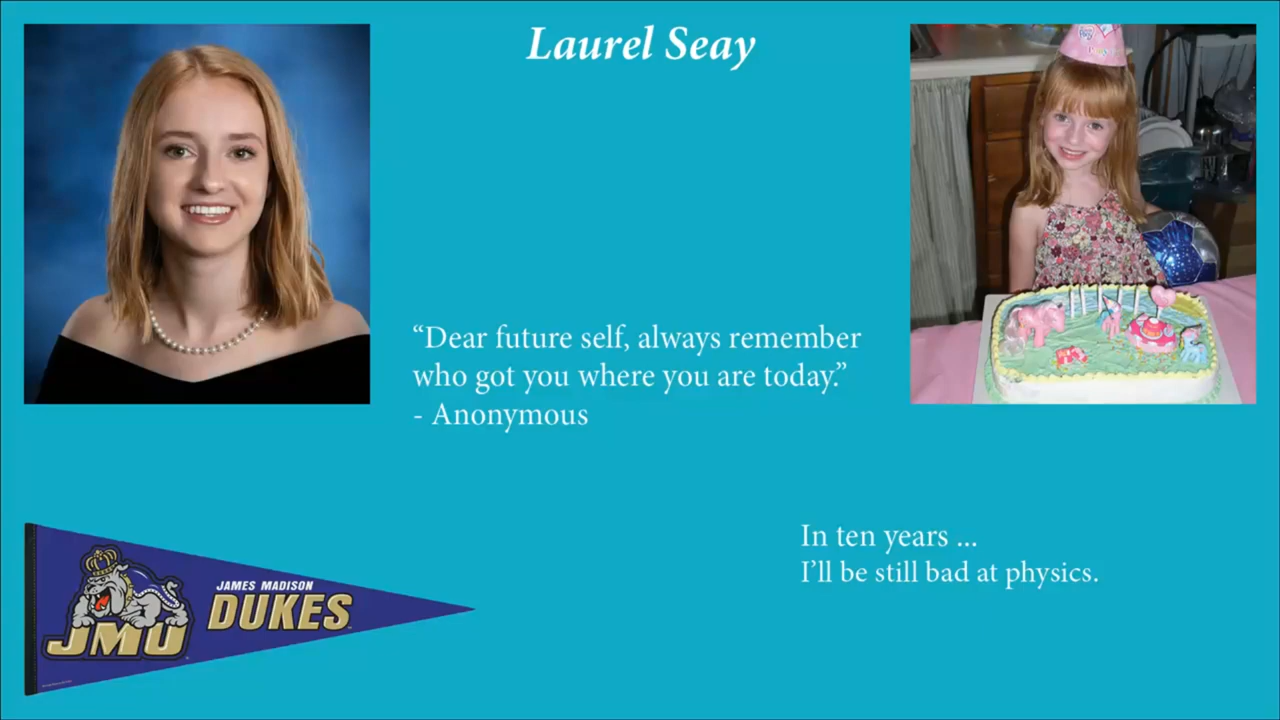 Laurel Seay
“Dear future self, always remember
who got you where you are today.”
- Anonymous
In ten years ...
I’ll be still bad at physics.
JAMES MADISON
DUKES
JMU